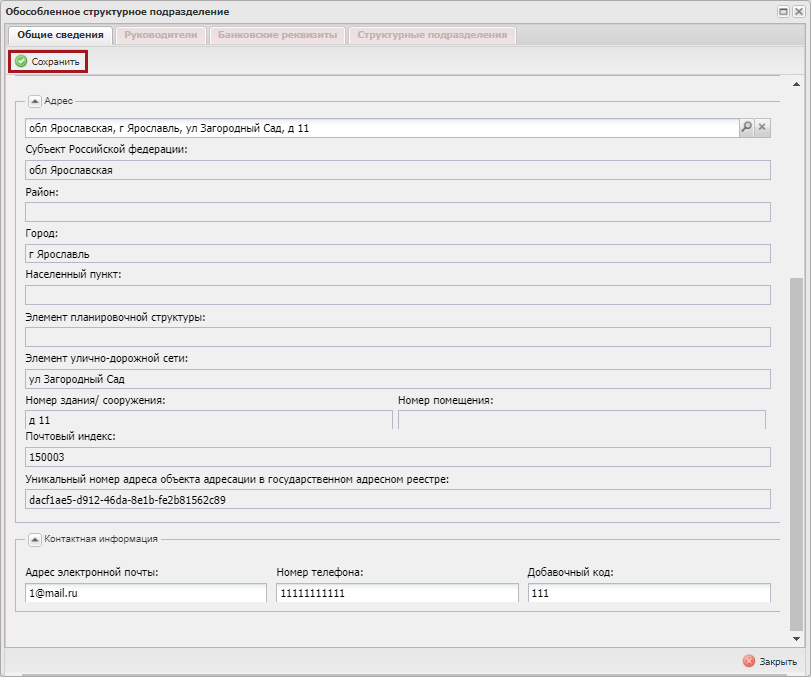 Обособленное структурное подразделение
Общие сведения Руководители Банковские реквизиты Структурные подразделения
Сохранить
Адрес
обл Ярославская, г Ярославль, ул Загородный Сад, д 11
Субъект Российской федерации:
обл Ярославская
Район:
Город:
г Ярославль
Населенный пункт:
Элемент планировочной структуры:
Элемент улично-дорожной сети:
ул Загородный Сад
Номер здания/ сооружения: Номер помещения:
д 11
Почтовый индекс:
150003
Уникальный номер адреса объекта адресации в государственном адресном реестре:
dacf1ae5-d912-46da-8e1b-fe2b81562c89
Контактная информация
Адрес электронной почты: Номер телефона: Добавочный код:
1@mail.ru 11111111111 111
Закрыть